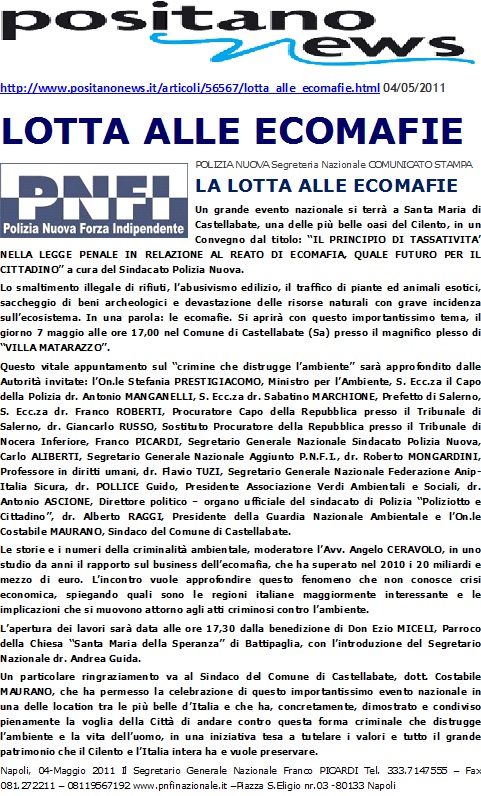 positano
news
http://www.positanonews.it/articoli/56567/lotta_alle_ecomafie.html 04/05/2011
LOTTA ALLE ECOMAFIE
PNFI
Polizia Nuova Forza Indipendente
POLIZIA NUOVA Segreteria Nazionale COMUNICATO STAMPA
LA LOTTA ALLE ECOMAFIE
Un grande evento nazionale si terrà a Santa Maria di
Castellabate, una delle più belle oasi del Cilento, in un
Convegno dal titolo: “IL PRINCIPIO DI TASSATIVITA’
NELLA LEGGE PENALE IN RELAZIONE AL REATO DI ECOMAFIA, QUALE FUTURO PER IL
CITTADINO” a cura del Sindacato Polizia Nuova.
Lo smaltimento illegale di rifiuti, l’abusivismo edilizio, il traffico di piante ed animali esotici,
saccheggio di beni archeologici e devastazione delle risorse naturali con grave incidenza
sull’ecosistema. In una parola: le ecomafie. Si aprirà con questo importantissimo tema, il
giorno 7 maggio alle ore 17,00 nel Comune di Castellabate (Sa) presso il magnifico plesso di
“VILLA MATARAZZO”.
Questo vitale appuntamento sul “crimine che distrugge l’ambiente” sarà approfondito dalle
Autorità invitate: l’On.le Stefania PRESTIGIACOMO, Ministro per l’Ambiente, S. Ecc.za il Capo
della Polizia dr. Antonio MANGANELLI, S. Ecc.za dr. Sabatino MARCHIONE, Prefetto di Salerno,
S. Ecc.za dr. Franco ROBERTI, Procuratore Capo della Repubblica presso il Tribunale di
Salerno, dr. Giancarlo RUSSO, Sostituto Procuratore della Repubblica presso il Tribunale di
Nocera Inferiore, Franco PICARDI, Segretario Generale Nazionale Sindacato Polizia Nuova,
Carlo ALIBERTI, Segretario Generale Nazionale Aggiunto P.N.F.I., dr. Roberto MONGARDINI,
Professore in diritti umani, dr. Flavio TUZI, Segretario Generale Nazionale Federazione Anip-
Italia Sicura, dr. POLLICE Guido, Presidente Associazione Verdi Ambientali e Sociali, dr.
Antonio ASCIONE, Direttore politico – organo ufficiale del sindacato di Polizia “Poliziotto e
Cittadino”, dr. Alberto RAGGI, Presidente della Guardia Nazionale Ambientale e l’On.le
Costabile MAURANO, Sindaco del Comune di Castellabate.
Le storie e i numeri della criminalità ambientale, moderatore l’Avv. Angelo CERAVOLO, in uno
studio da anni il rapporto sul business dell’ecomafia, che ha superato nel 2010 i 20 miliardi e
mezzo di euro. L’incontro vuole approfondire questo fenomeno che non conosce crisi
economica, spiegando quali sono le regioni italiane maggiormente interessante e le
implicazioni che si muovono attorno agli atti criminosi contro l’ambiente.
L’apertura dei lavori sarà data alle ore 17,30 dalla benedizione di Don Ezio MICELI, Parroco
della Chiesa “Santa Maria della Speranza” di Battipaglia, con l’introduzione del Segretario
Nazionale dr. Andrea Guida.
Un particolare ringraziamento va al Sindaco del Comune di Castellabate, dott. Costabile
MAURANO, che ha permesso la celebrazione di questo importantissimo evento nazionale in
una delle location tra le più belle d’Italia e che ha, concretamente, dimostrato e condiviso
pienamente la voglia della Città di andare contro questa forma criminale che distrugge
l’ambiente e la vita dell’uomo, in una iniziativa tesa a tutelare i valori e tutto il grande
patrimonio che il Cilento e l’Italia intera ha e vuole preservare.
Napoli, 04-Maggio 2011 Il Segretario Generale Nazionale Franco PICARDI Tel. 333.7147555 – Fax
081.272211 – 08119567192 www.pnfinazionale.it –Piazza S.Eligio nr.03 -80133 Napoli